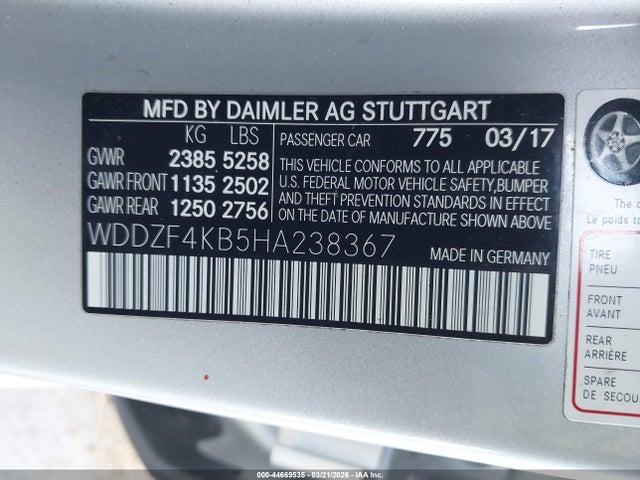 MFD BY DAIMLER AG STUTTGART
KG LBS
GVWR 2385 5258
GAWR FRONT 1135 2502
GAWR REAR 1250 2756
PASSENGER CAR 775 03/17
THIS VEHICLE CONFORMS TO ALL APPLICABLE
U.S. FEDERAL MOTOR VEHICLE SAFETY, BUMPER
AND THEFT PREVENTION STANDARDS IN EFFECT
ON THE DATE OF MANUFACTURE SHOWN ABOVE.
WDDZF4KB5HA238367
MADE IN GERMANY
The
Le poids
TIRE
PNEU
FRONT
AVANT
REAR
ARRIÈRE
SPARE
DE
000-44669535 - 03/21/2026 - IAA Inc.